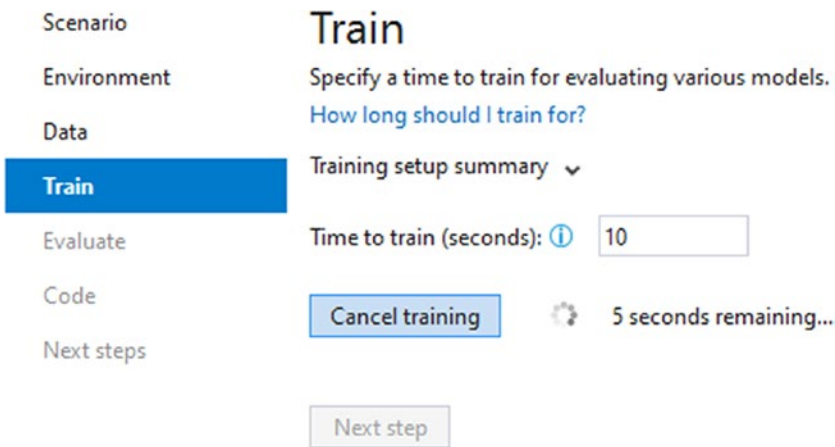 Scenario
Environment
Data
Train
Evaluate
Code
Next steps
Train
Specify a time to train for evaluating various models.
How long should I train for?
Training setup summary
Time to train (seconds): 10
Cancel training 5 seconds remaining...
Next step